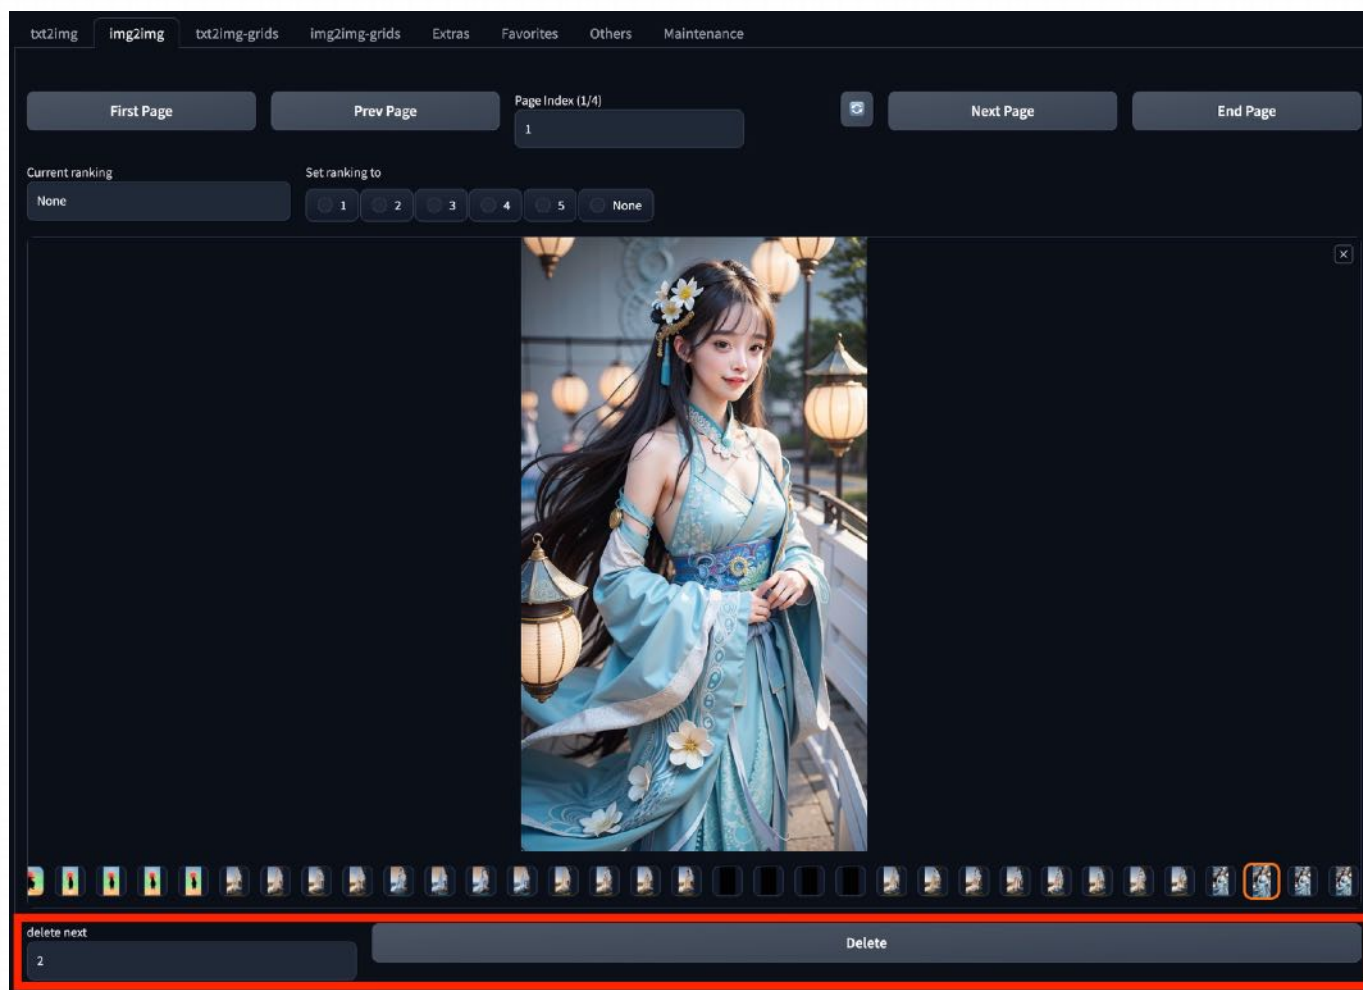 txt2img img2img txt2img-grids img2img-grids Extras Favorites Others Maintenance
First Page Prev Page Page Index (1/4) Next Page End Page
1
Current ranking Set ranking to
None 1 2 3 4 5 None
delete next
Delete
2